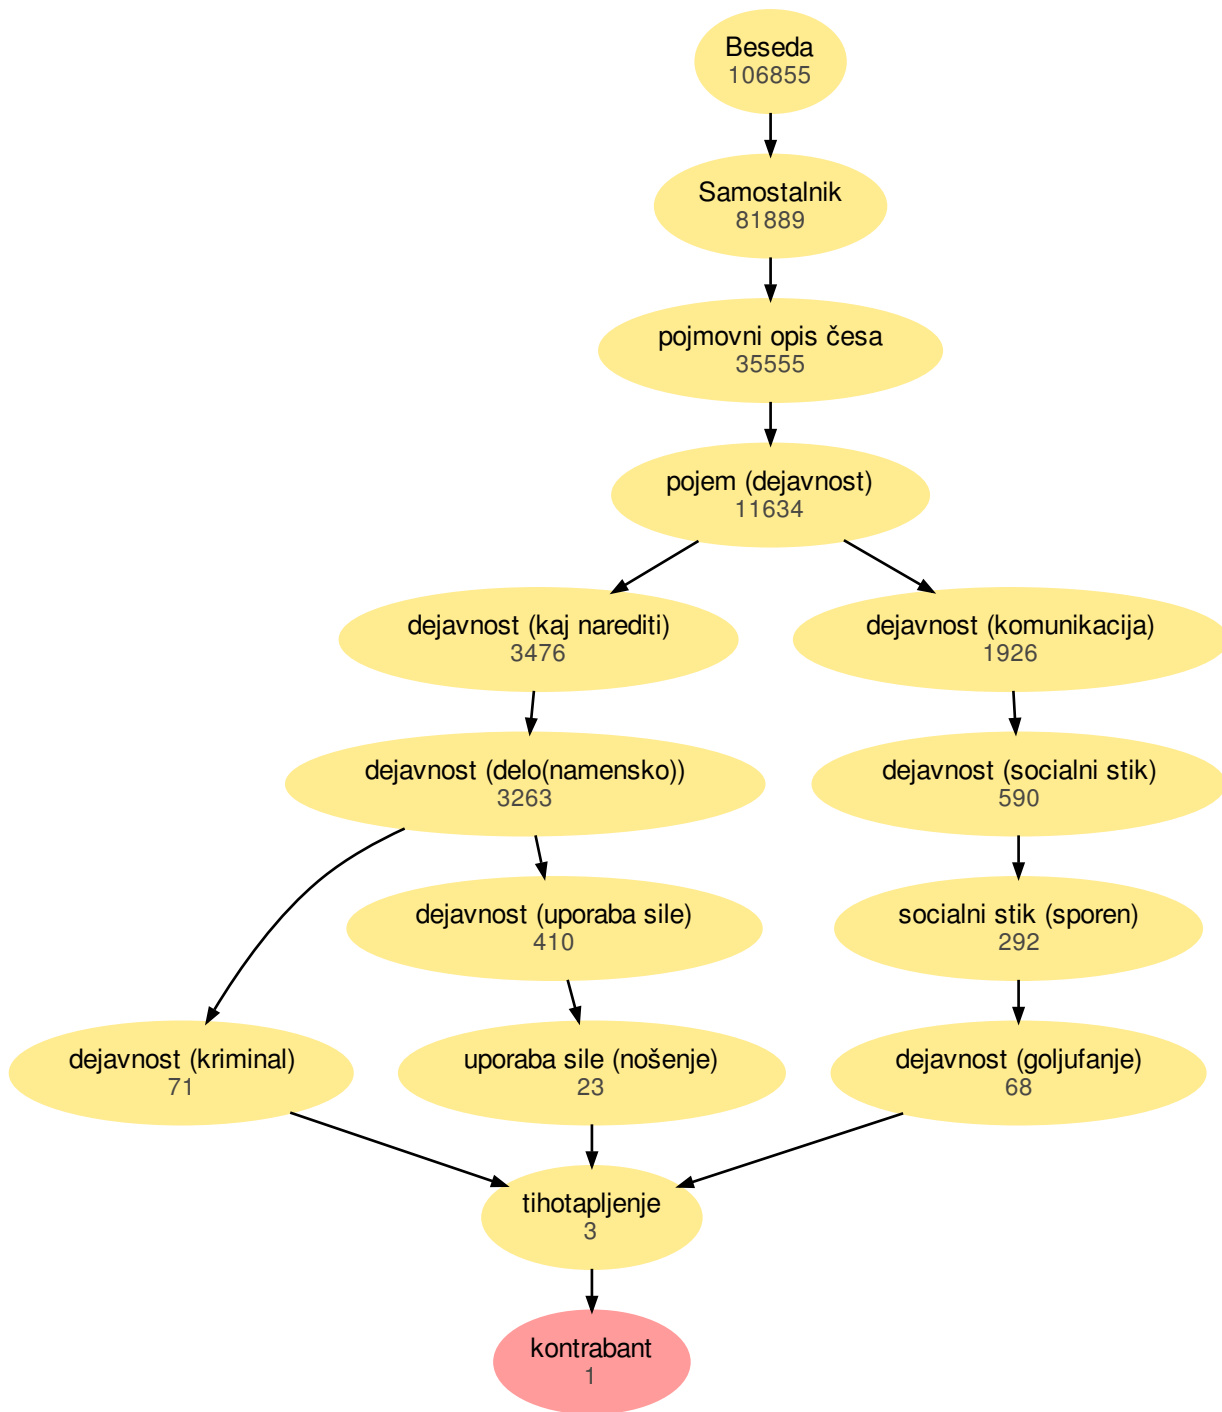 Beseda
106855
Samostalnik
81889
pojmovni opis česa
35555
pojem (dejavnost)
11634
dejavnost (kaj narediti)
3476
dejavnost (komunikacija)
1926
dejavnost (delo(namensko))
3263
dejavnost (socialni stik)
590
dejavnost (uporaba sile)
410
socialni stik (sporen)
292
dejavnost (kriminal)
71
uporaba sile (nošenje)
23
dejavnost (goljufanje)
68
tihotapljenje
3
kontrabant
1